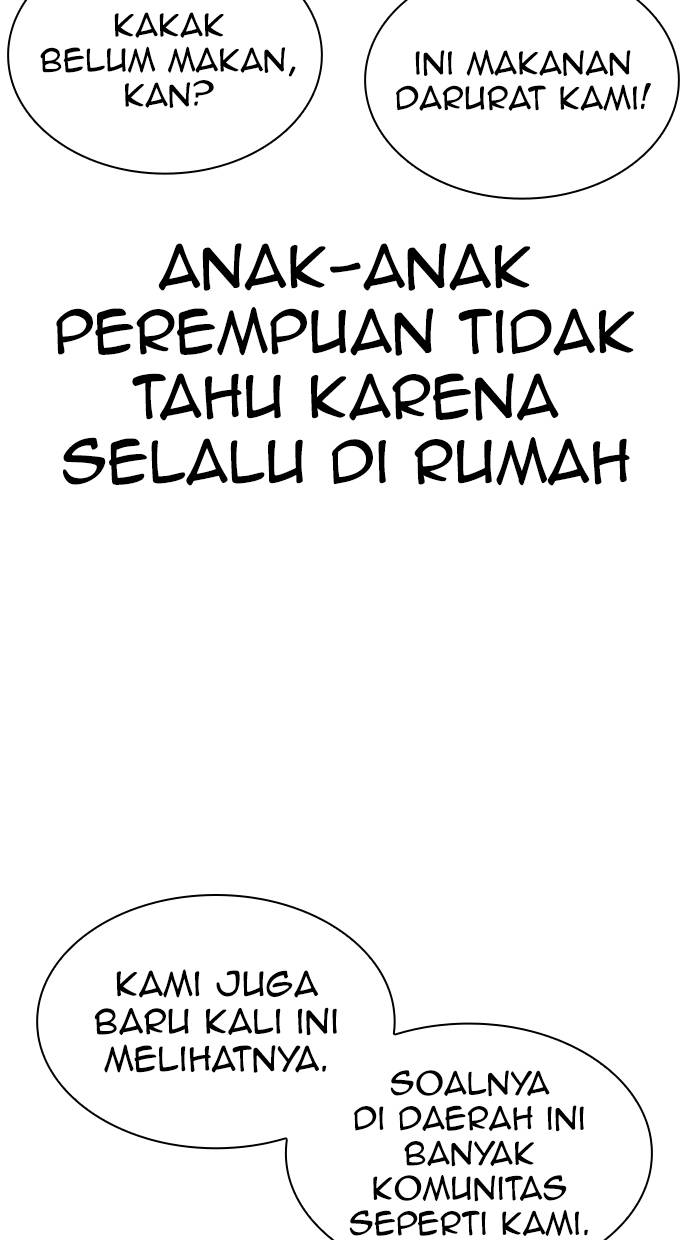 KAKAK
BELUM MAKAN,
KAN?
INI MAKANAN
DARURAT KAMI!
ANAK-ANAK
PEREMPUAN TIDAK
TAHU KARENA
SELALU DI RUMAH
KAMI JUGA
BARU KALI INI
MELIHATNYA.
SOALNYA
DI DAERAH INI
BANYAK
KOMUNITAS
SEPERTI KAMI.